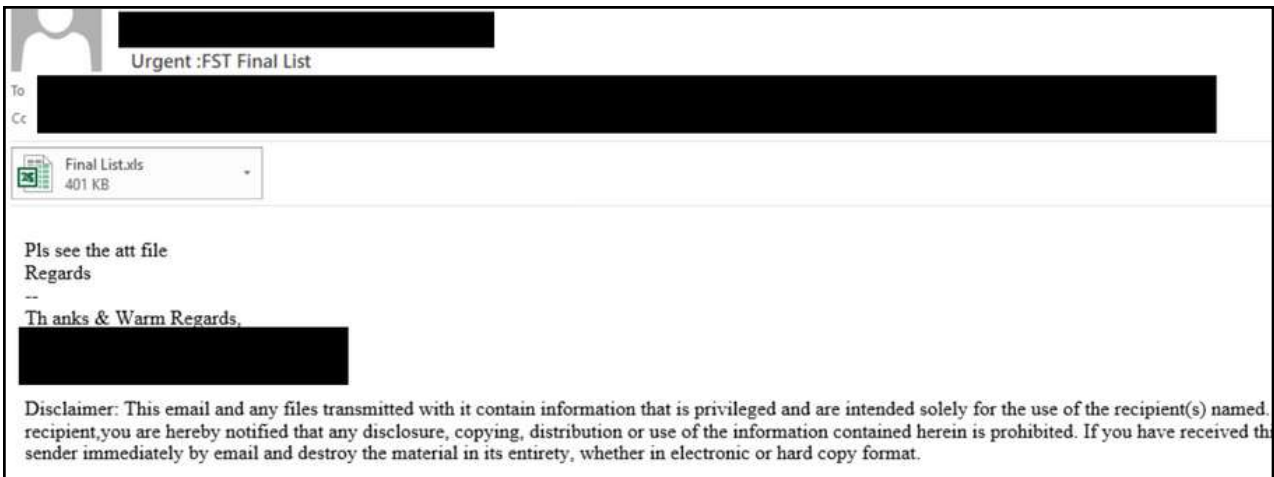 Urgent :FST Final List
To
Cc
Final List.xls
401 KB
Pls see the att file
Regards
--
Th anks & Warm Regards,
Disclaimer: This email and any files transmitted with it contain information that is privileged and are intended solely for the use of the recipient(s) named.
recipient,you are hereby notified that any disclosure, copying, distribution or use of the information contained herein is prohibited. If you have received thi
sender immediately by email and destroy the material in its entirety, whether in electronic or hard copy format.